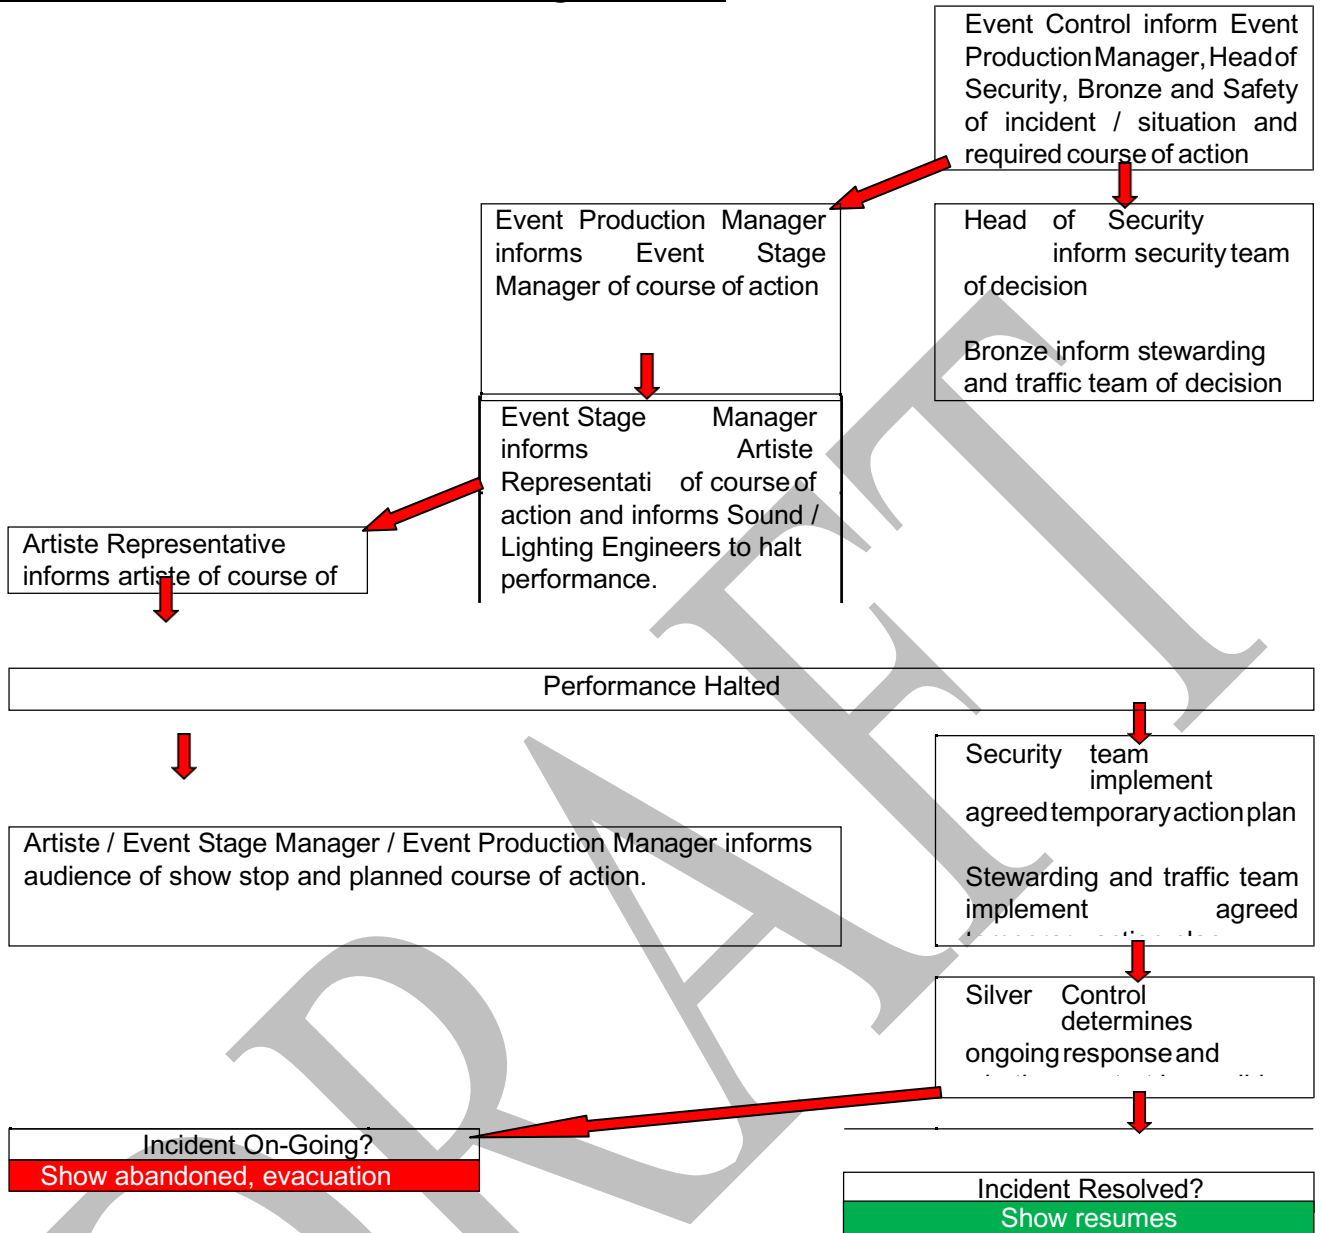 Event Control inform Event
Production Manager, Head of
Security, Bronze and Safety
of incident / situation and
required course of action
Event Production Manager
informs Event Stage
Manager of course of action
Head of Security
inform security team
of decision
Bronze inform stewarding
and traffic team of decision
Event Stage Manager
informs Artiste
Representati of course of
action and informs Sound /
Lighting Engineers to halt
performance.
Artiste Representative
informs artiste of course of
Performance Halted
Artiste / Event Stage Manager / Event Production Manager informs
audience of show stop and planned course of action.
Security team
implement
agreed temporary action plan
Stewarding and traffic team
implement agreed
Silver Control
determines
ongoing response and
Incident On-Going?
Show abandoned, evacuation
Incident Resolved?
Show resumes
DRAFT